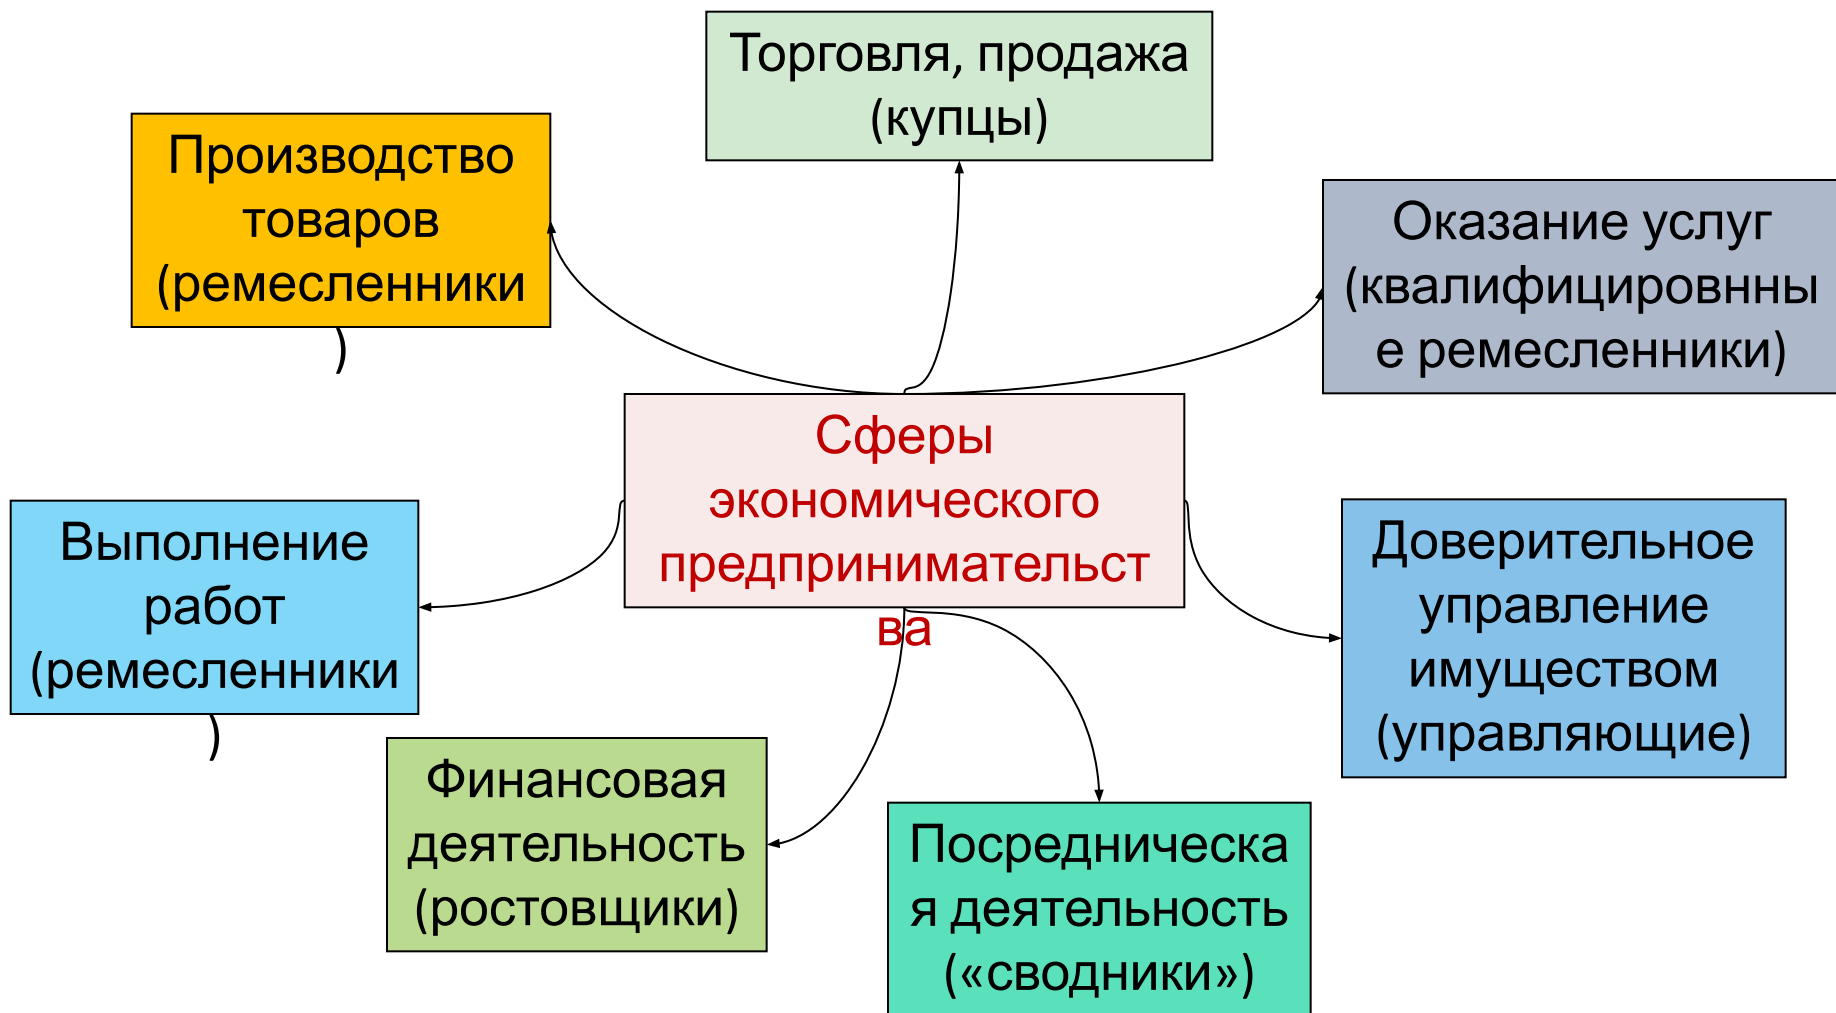 Торговля, продажа
(купцы)
Производство
товаров
(ремесленники
)
Оказание услуг
(квалифицировнны
е ремесленники)
Сферы
экономического
предпринимательст
ва
Выполнение
работ
(ремесленники
)
Доверительное
управление
имуществом
(управляющие)
Финансовая
деятельность
(ростовщики)
Посредническа
я деятельность
(«сводники»)